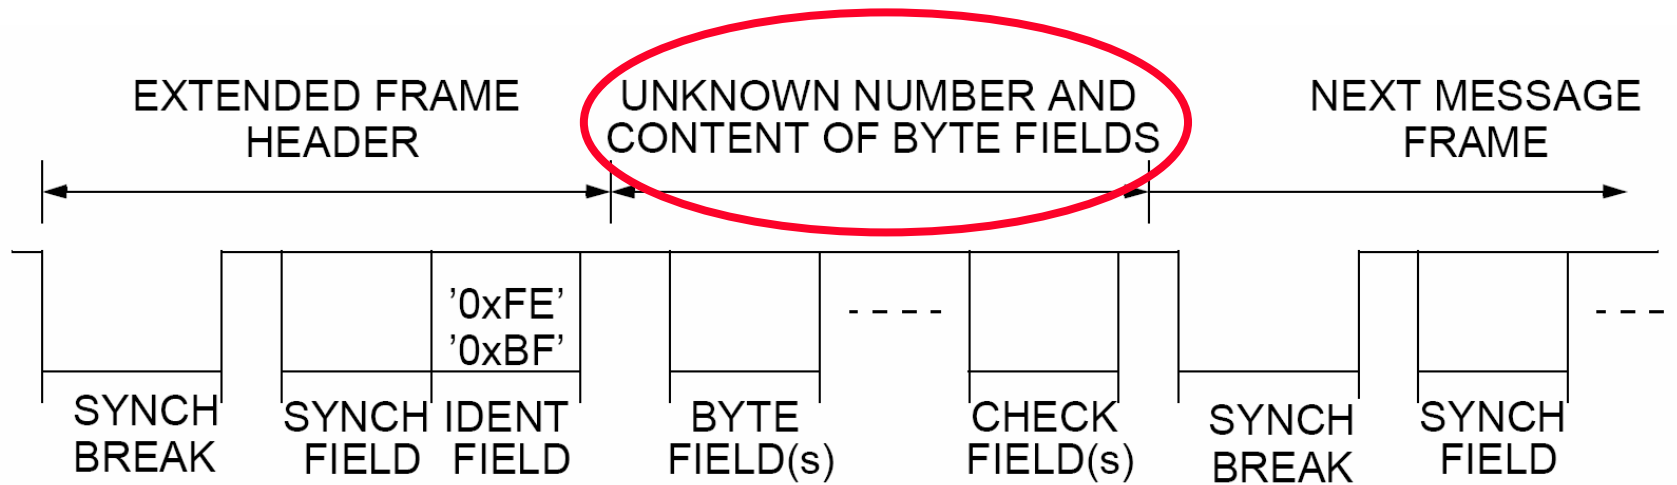 EXTENDED FRAME
HEADER
UNKNOWN NUMBER AND
CONTENT OF BYTE FIELDS
NEXT MESSAGE
FRAME
’0xFE’
’0xBF’
SYNCH
BREAK
SYNCH
FIELD
IDENT
FIELD
BYTE
FIELD(s)
CHECK
FIELD(s)
SYNCH
BREAK
SYNCH
FIELD